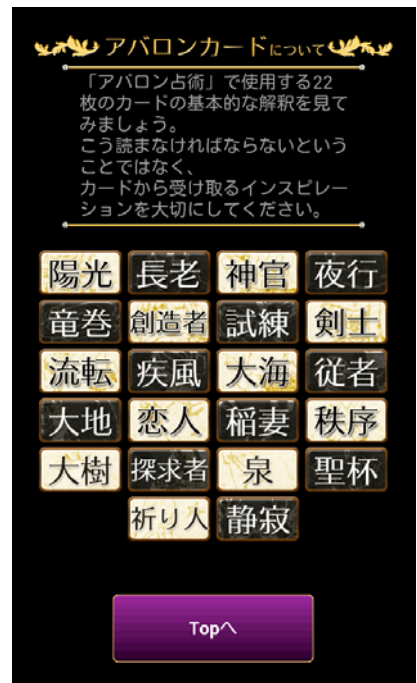 アバロンカードについて
「アバロン占術」で使用する22
枚のカードの基本的な解釈を見て
みましょう。
こう読まなければならないという
ことではなく、
カードから受け取るインスピレー
ションを大切にしてください。
陽光 長老 神官 夜行
竜巻 創造者 試練 剣士
流転 疾風 大海 従者
大地 恋人 稲妻 秩序
大樹 探求者 泉 聖杯
祈り人 静寂
Topへ